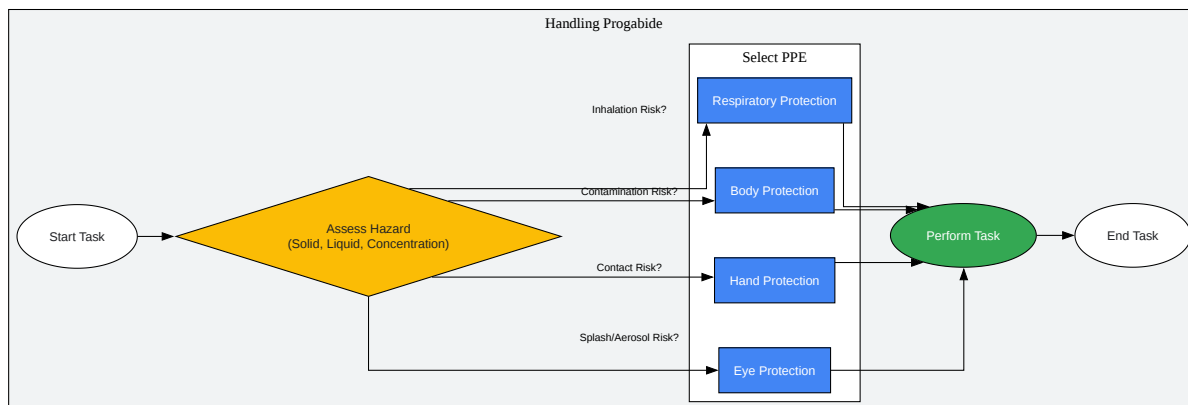 Handling Progabide
Select PPE
Inhalation Risk?
Respiratory Protection
Contamination Risk?
Body Protection
Start Task
Assess Hazard
(Solid, Liquid, Concentration)
Perform Task
End Task
Contact Risk?
Hand Protection
Splash/Aerosol Risk?
Eye Protection